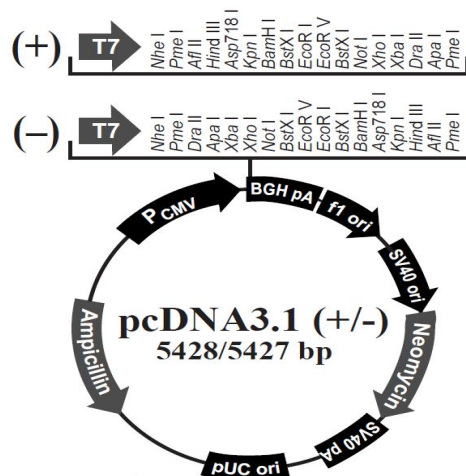 (+) T7 Nhe I Pme I Afl II Hind III Asp718 I Kpn I BamH I BstX I EcoR I EcoR V BstX I Not I Xho I Xba I Dra II Apa I Pme I
(–) T7 Nhe I Pme I Dra II Apa I Xba I Xho I Not I BstX I EcoR V EcoR I BstX I BamH I Asp718 I Kpn I Hind III Afl II Pme I
P CMV
BGH pA
f1 ori
SV40 ori
Neomycin
SV40 pA
pUC ori
Ampicillin
pcDNA3.1 (+/-)
5428/5427 bp